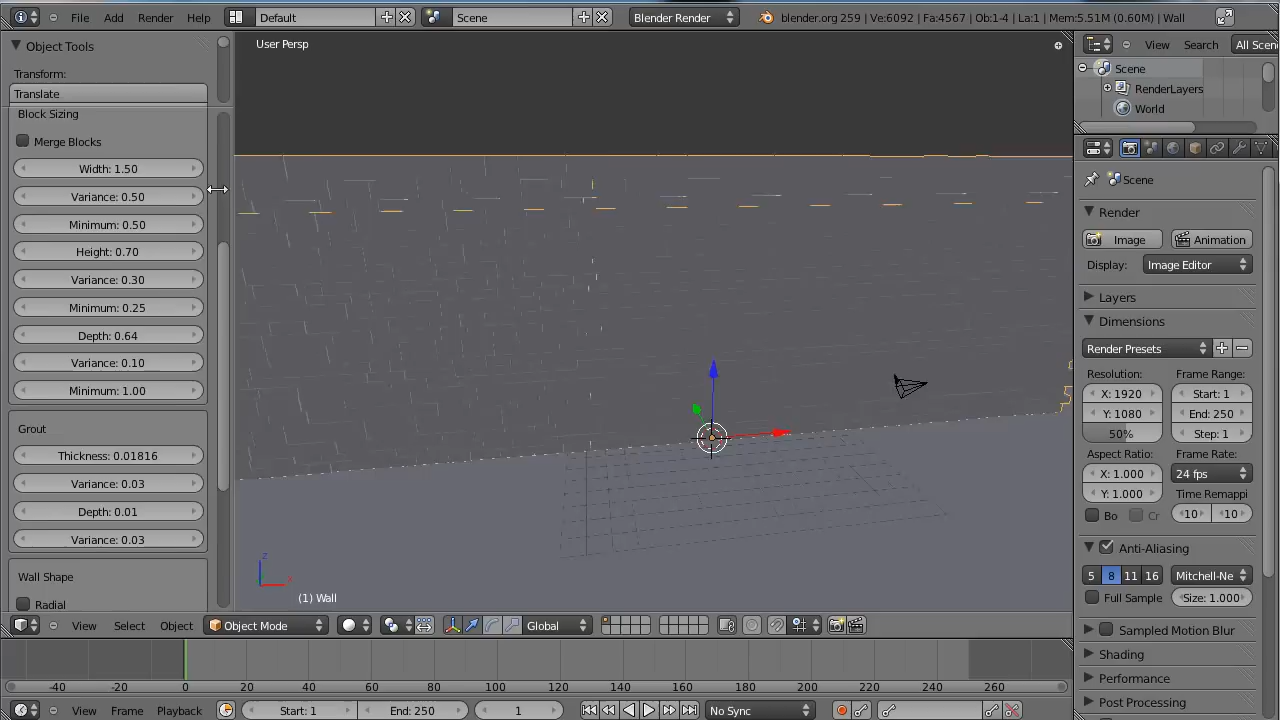 File Add Render Help Default Scene Blender Render blender.org 259 | Ve:6092 | Fa:4567 | Ob:1-4 | La:1 | Mem:5.51M (0.60M) | Wall
Object Tools
Transform:
Translate
Block Sizing
Merge Blocks
Width: 1.50
Variance: 0.50
Minimum: 0.50
Height: 0.70
Variance: 0.30
Minimum: 0.25
Depth: 0.64
Variance: 0.10
Minimum: 1.00
Grout
Thickness: 0.01816
Variance: 0.03
Depth: 0.01
Variance: 0.03
Wall Shape
Radial
User Persp
z
x
(1) Wall
View Select Object Object Mode Global
-40 -20 0 20 40 60 80 100 120 140 160 180 200 220 240 260
View Frame Playback Start: 1 End: 250 1 No Sync
View Search All Scen
Scene
RenderLayers
World
Scene
Render
Image Animation
Display: Image Editor
Layers
Dimensions
Render Presets
Resolution: Frame Range:
X: 1920 Start: 1
Y: 1080 End: 250
50% Step: 1
Aspect Ratio: Frame Rate:
X: 1.000 24 fps
Y: 1.000 Time Remappi
Bo Cr 10 10
Anti-Aliasing
5 8 11 16 Mitchell-Ne
Full Sample Size: 1.000
Sampled Motion Blur
Shading
Performance
Post Processing